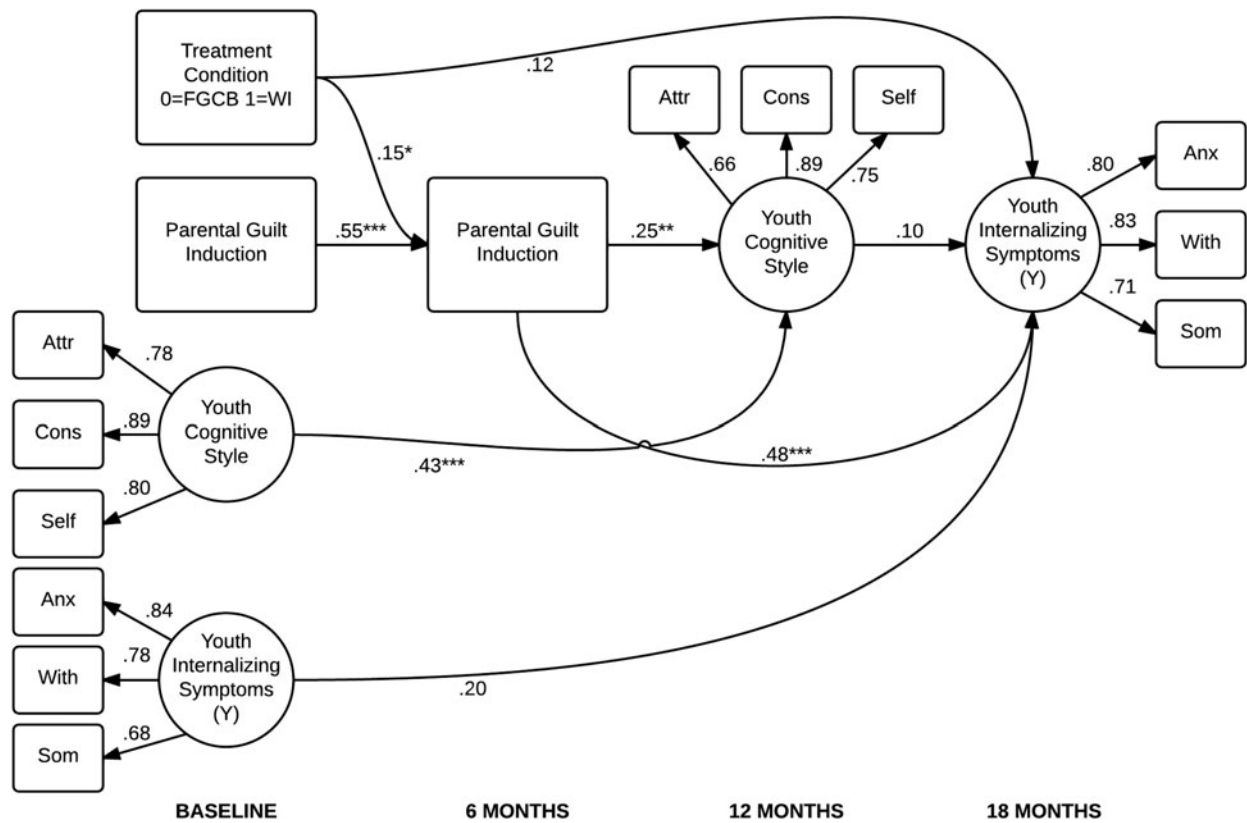 Treatment
Condition
0=FGCB 1=WI
.12
.15*
Parental Guilt
Induction
.55***
Parental Guilt
Induction
.25**
Attr
Cons
Self
.66
.89
.75
Youth
Cognitive
Style
.10
Youth
Internalizing
Symptoms
(Y)
.80
.83
.71
Anx
With
Som
Attr
Cons
Self
.78
.89
.80
Youth
Cognitive
Style
.43***
.48***
Anx
With
Som
.84
.78
.68
Youth
Internalizing
Symptoms
(Y)
.20
BASELINE
6 MONTHS
12 MONTHS
18 MONTHS